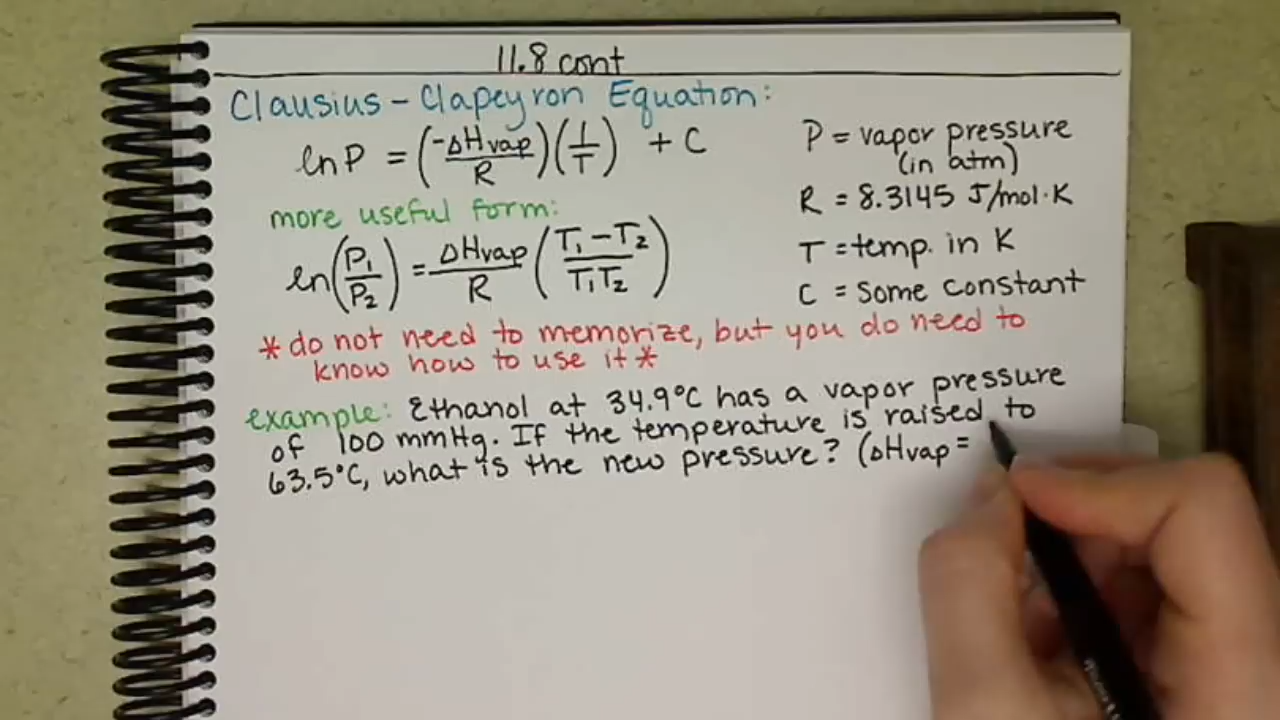 11.8 cont
Clausius-Clapeyron Equation:
ln P = (-ΔHvap/R)(1/T) + C
P = vapor pressure
(in atm)
R = 8.3145 J/mol·K
more useful form:
ln(P₁/P₂) = ΔHvap/R (T₁-T₂/T₁T₂)
T = temp. in K
C = some constant
*do not need to memorize, but you do need to
know how to use it*
example: Ethanol at 34.9°C has a vapor pressure
of 100 mmHg. If the temperature is raised to
63.5°C, what is the new pressure? (ΔHvap =